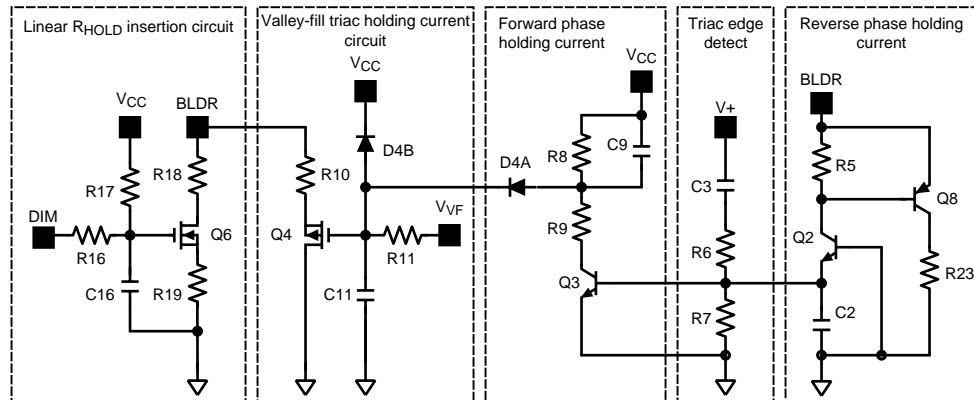 Linear RHOLD insertion circuit
Valley-fill triac holding current
circuit
Forward phase
holding current
Triac edge
detect
Reverse phase holding
current
VCC
BLDR
R17
R18
DIM
R16
Q6
C16
R19
VCC
D4B
R10
VVF
Q4
R11
C11
VCC
R8
C9
D4A
R9
Q3
V+
C3
R6
R7
BLDR
R5
Q8
Q2
R23
C2